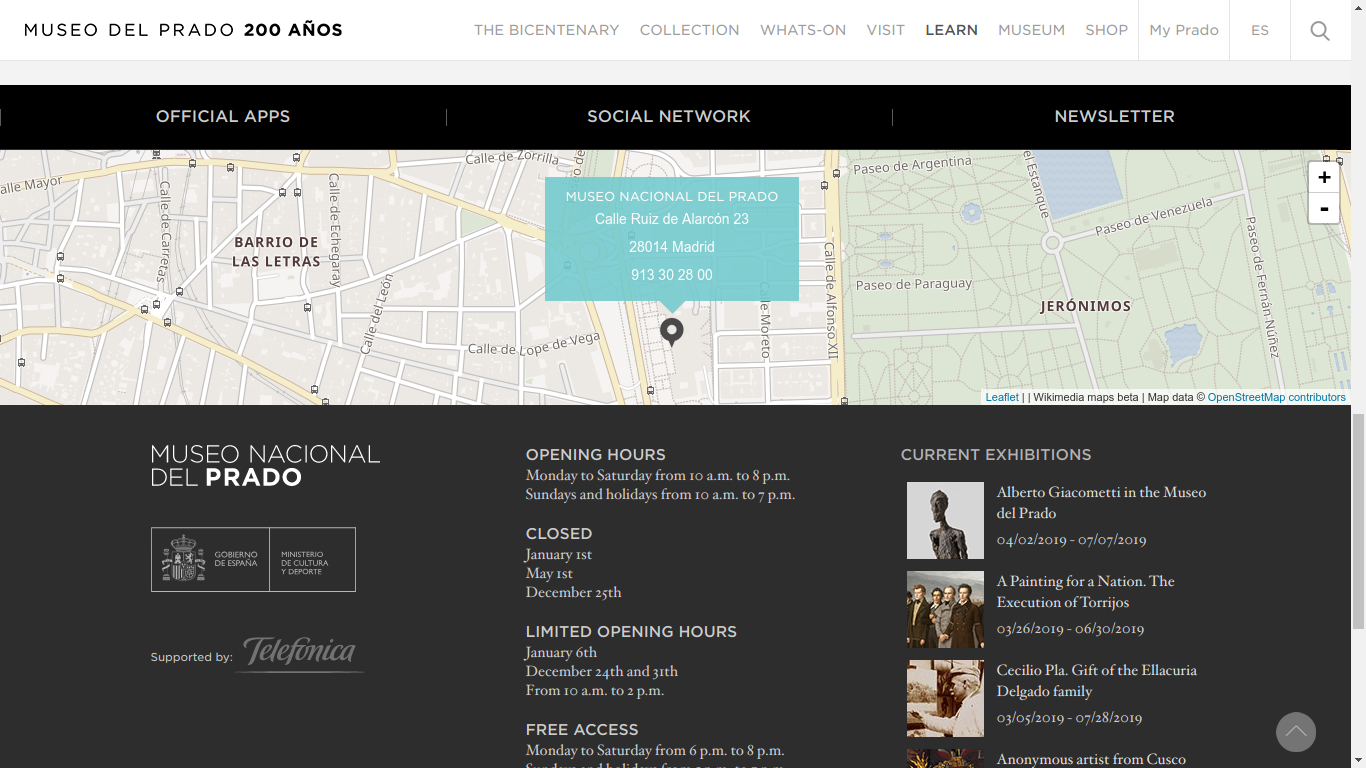 MUSEO DEL PRADO 200 AÑOS
THE BICENTENARY
COLLECTION
WHATS-ON
VISIT
LEARN
MUSEUM
SHOP
My Prado
ES
OFFICIAL APPS
SOCIAL NETWORK
NEWSLETTER
Calle de Zorrilla
Calle Mayor
Calle de Carretas
Calle de Echegaray
BARRIO DE
LAS LETRAS
Calle del León
Calle de Lope de Vega
MUSEO NACIONAL DEL PRADO
Calle Ruiz de Alarcón 23
28014 Madrid
913 30 28 00
Calle Moreto
Calle de Alfonso XII
Paseo de Argentina
del Estanque
Paseo de Venezuela
Paseo de Paraguay
JERÓNIMOS
Paseo de Fernán Núñez
+
-
Leaflet | | Wikimedia maps beta | Map data © OpenStreetMap contributors
MUSEO NACIONAL
DEL PRADO
GOBIERNO
DE ESPAÑA
MINISTERIO
DE CULTURA
Y DEPORTE
Supported by:
Telefónica
OPENING HOURS
Monday to Saturday from 10 a.m. to 8 p.m.
Sundays and holidays from 10 a.m. to 7 p.m.
CLOSED
January 1st
May 1st
December 25th
LIMITED OPENING HOURS
January 6th
December 24th and 31th
From 10 a.m. to 2 p.m.
FREE ACCESS
Monday to Saturday from 6 p.m. to 8 p.m.
CURRENT EXHIBITIONS
Alberto Giacometti in the Museo
del Prado
04/02/2019 - 07/07/2019
A Painting for a Nation. The
Execution of Torrijos
03/26/2019 - 06/30/2019
Cecilio Pla. Gift of the Ellacuria
Delgado family
03/05/2019 - 07/28/2019
Anonymous artist from Cusco